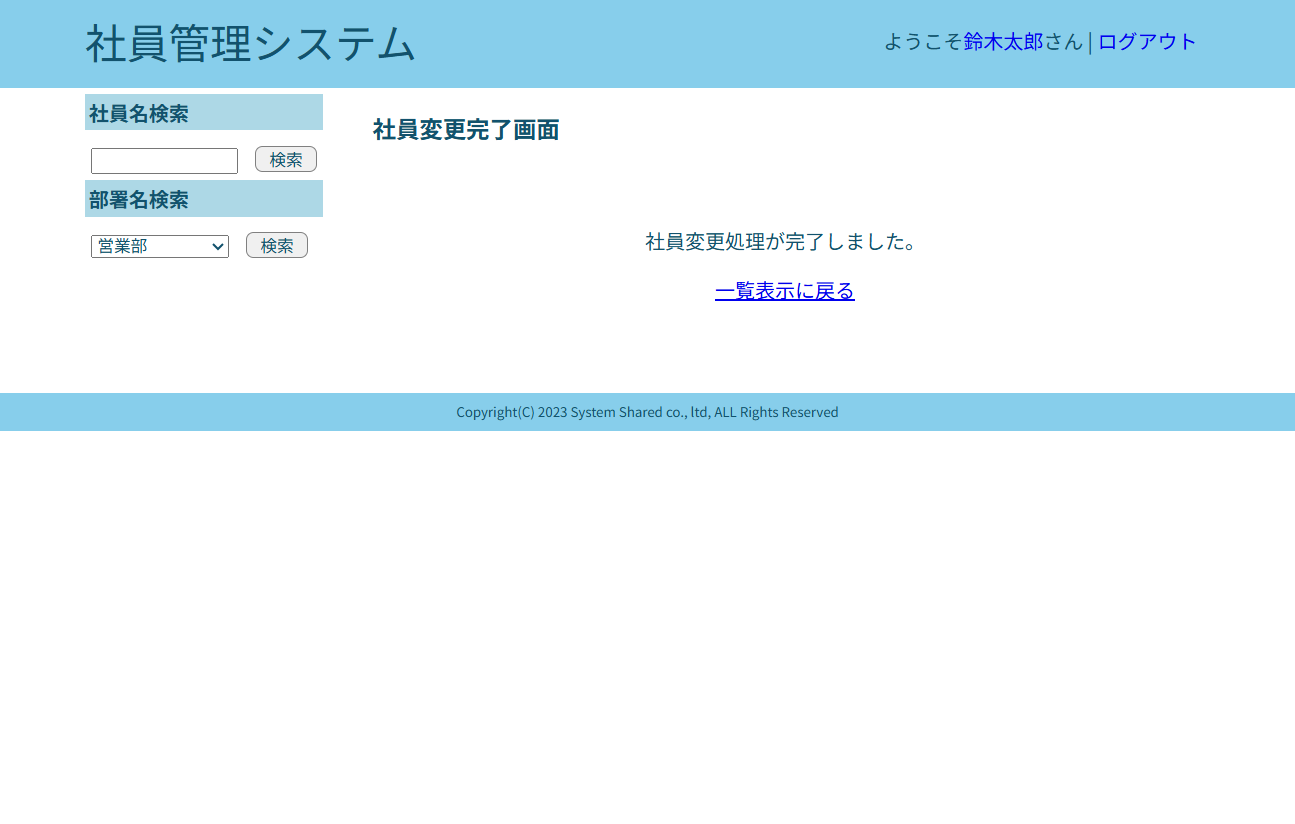 社員管理システム
ようこそ鈴木太郎さん│ログアウト
社員名検索
検索
部署名検索
営業部 検索
社員変更完了画面
社員変更処理が完了しました。
一覧表示に戻る
Copyright(C) 2023 System Shared co., ltd, ALL Rights Reserved